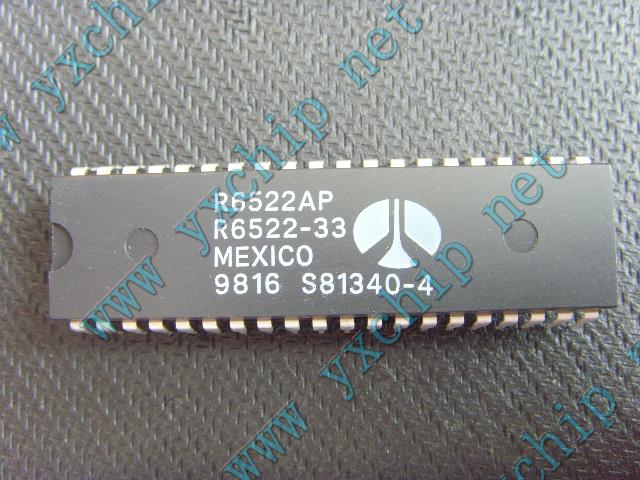 R6522AP
R6522-33
MEXICO
9816 S81340-4
www yxchip net
www yxchip net
www yxchip net